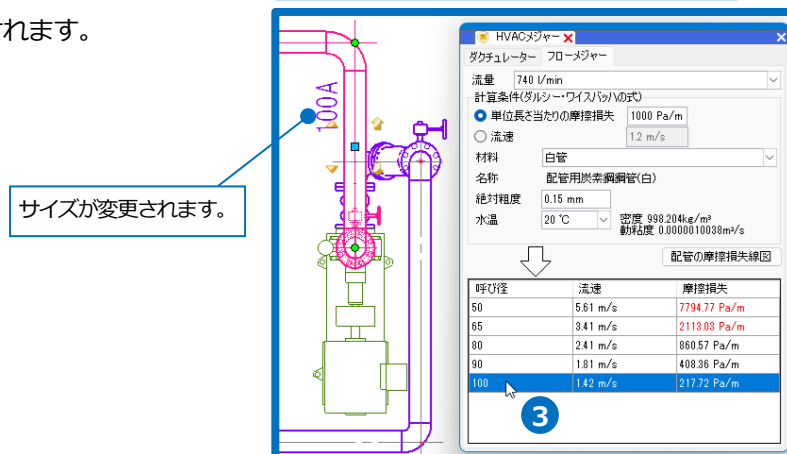 されます。
100A
サイズが変更されます。
HVACメジャー
ダクチュレーター フローメジャー
流量 740 l/min
計算条件(ダルシー・ワイスバッハの式)
単位長さ当たりの摩擦損失 1000 Pa/m
流速 1.2 m/s
材料 白管
名称 配管用炭素鋼鋼管(白)
絶対粗度 0.15 mm
水温 20 ℃ 密度 998.204kg/m³
動粘度 0.0000010038m²/s
配管の摩擦損失線図
呼び径 流速 摩擦損失
50 5.61 m/s 7794.77 Pa/m
65 3.41 m/s 2113.03 Pa/m
80 2.41 m/s 860.57 Pa/m
90 1.81 m/s 408.36 Pa/m
100 1.42 m/s 217.72 Pa/m
3